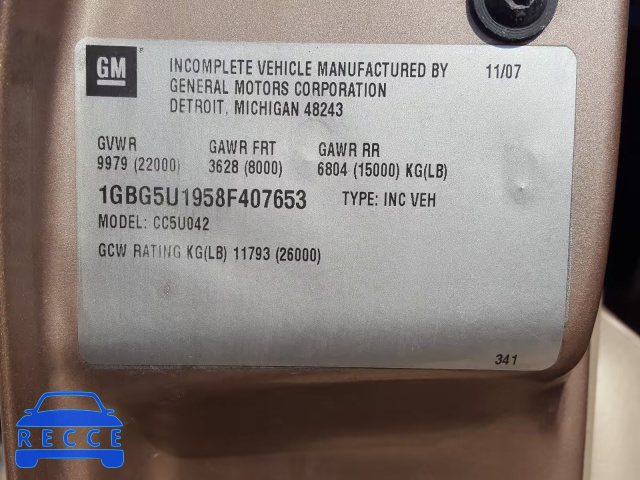 GM
INCOMPLETE VEHICLE MANUFACTURED BY 11/07
GENERAL MOTORS CORPORATION
DETROIT, MICHIGAN 48243
GVWR GAWR FRT GAWR RR
9979 (22000) 3628 (8000) 6804 (15000) KG(LB)
1GBG5U1958F407653 TYPE: INC VEH
MODEL: CC5U042
GCW RATING KG(LB) 11793 (26000)
341
RECCE